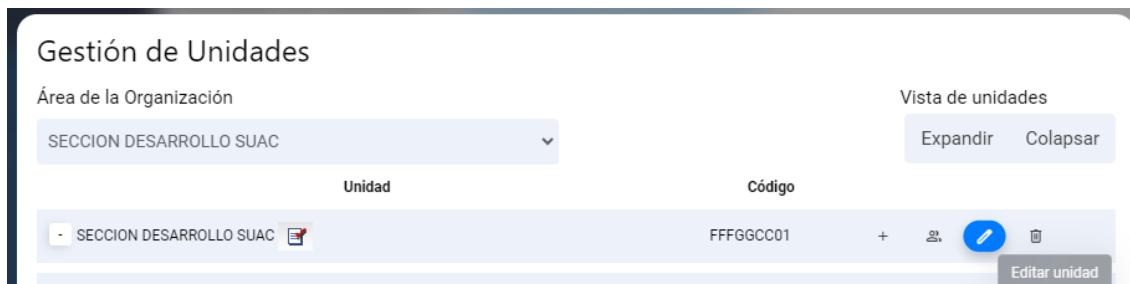 Gestión de Unidades
Área de la Organización
Vista de unidades
SECCION DESARROLLO SUAC
Expandir Colapsar
Unidad Código
- SECCION DESARROLLO SUAC FFFGGCC01 +
Editar unidad